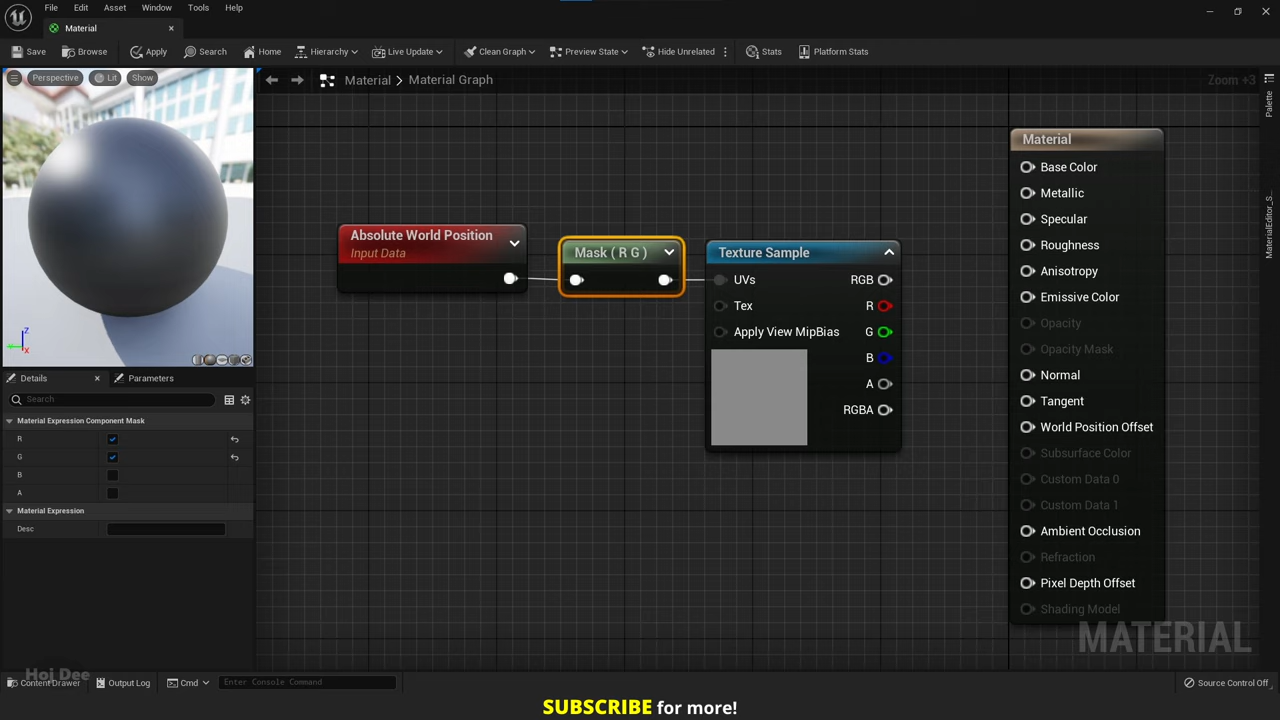 File Edit Asset Window Tools Help
Material
Save Browse Apply Search Home Hierarchy Live Update Clean Graph Preview State Hide Unrelated Stats Platform Stats
Perspective Lit Show
Material > Material Graph
Zoom +3
Palette
MaterialEditor_S...
Absolute World Position
Input Data
Mask ( R G )
Texture Sample
UVs RGB
Tex R
Apply View MipBias G
B
A
RGBA
Material
Base Color
Metallic
Specular
Roughness
Anisotropy
Emissive Color
Opacity
Opacity Mask
Normal
Tangent
World Position Offset
Subsurface Color
Custom Data 0
Custom Data 1
Ambient Occlusion
Refraction
Pixel Depth Offset
Shading Model
MATERIAL
Z
Y
X
Details Parameters
Search
Material Expression Component Mask
R
G
B
A
Material Expression
Desc
Hoj Dee
Content Drawer Output Log Cmd Enter Console Command Source Control Off
SUBSCRIBE for more!